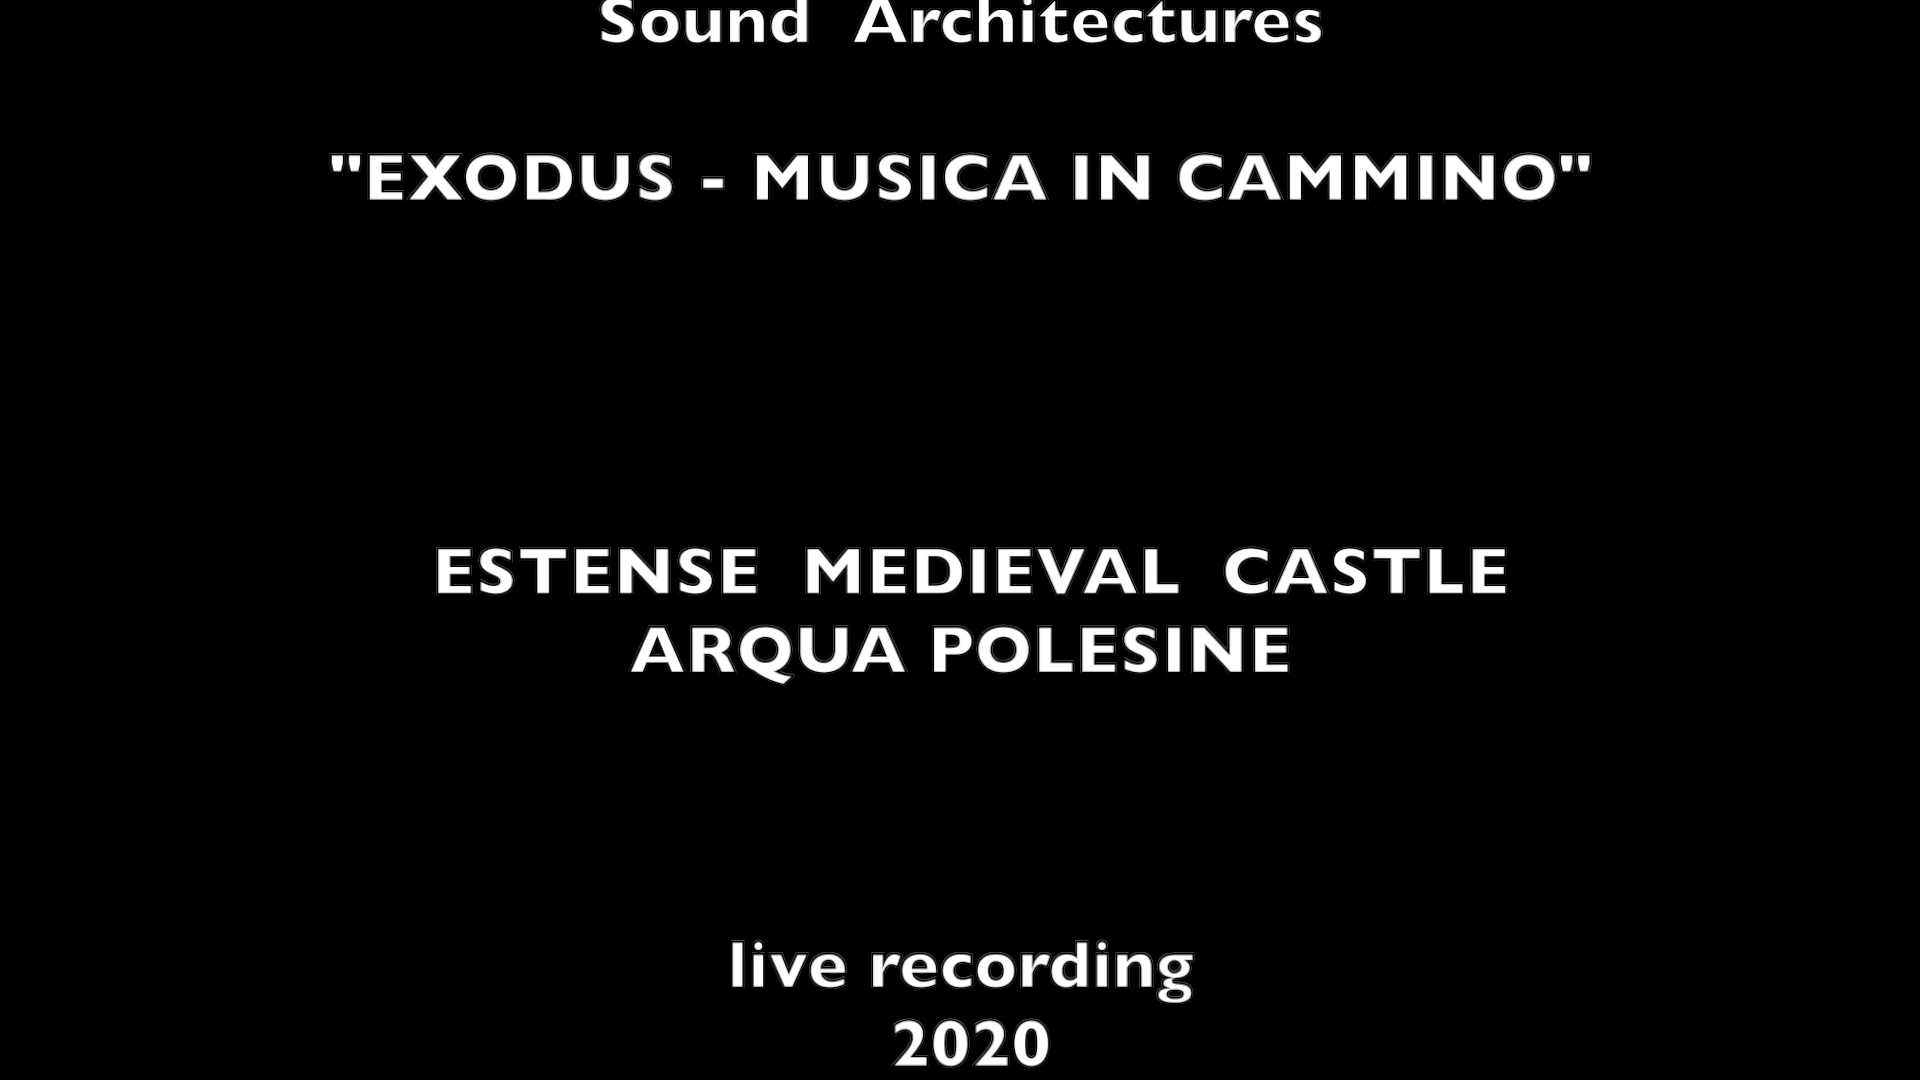 Sound Architectures
"EXODUS - MUSICA IN CAMMINO"
ESTENSE MEDIEVAL CASTLE
ARQUA POLESINE
live recording
2020